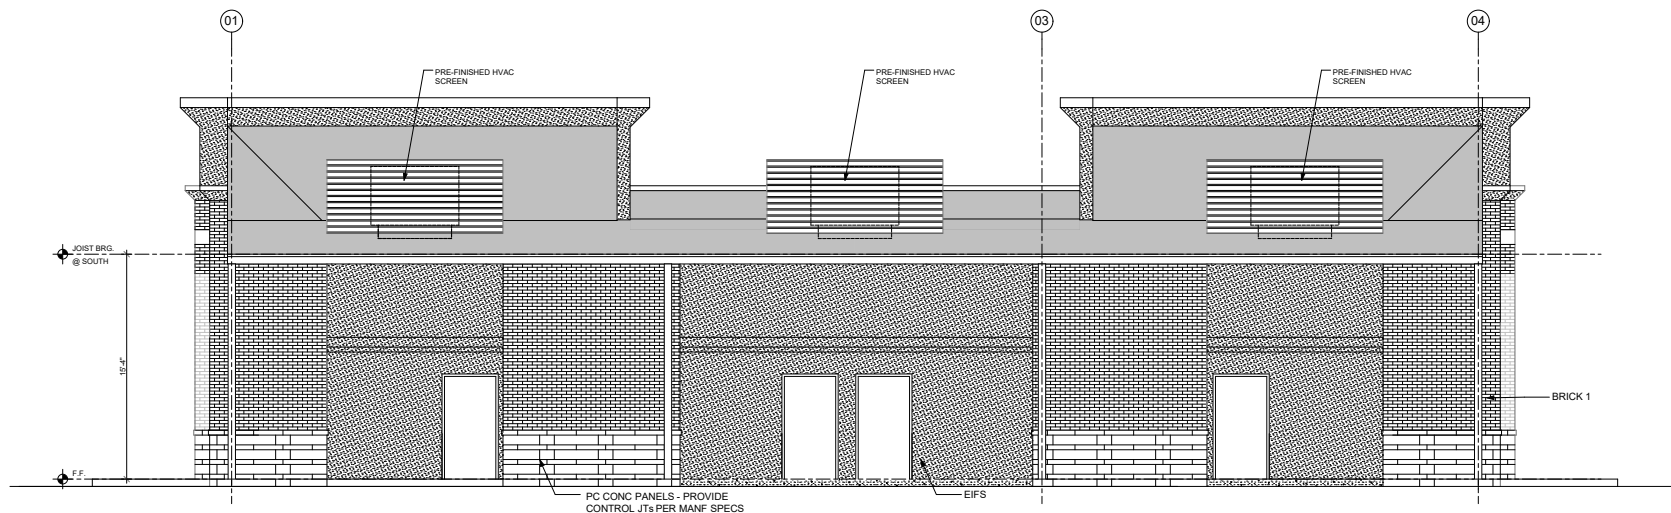 01
03
04
PRE-FINISHED HVAC
SCREEN
PRE-FINISHED HVAC
SCREEN
PRE-FINISHED HVAC
SCREEN
JOIST BRG.
@ SOUTH
15'-4"
BRICK 1
F.F.
PC CONC PANELS - PROVIDE
CONTROL JTs PER MANF SPECS
EIFS